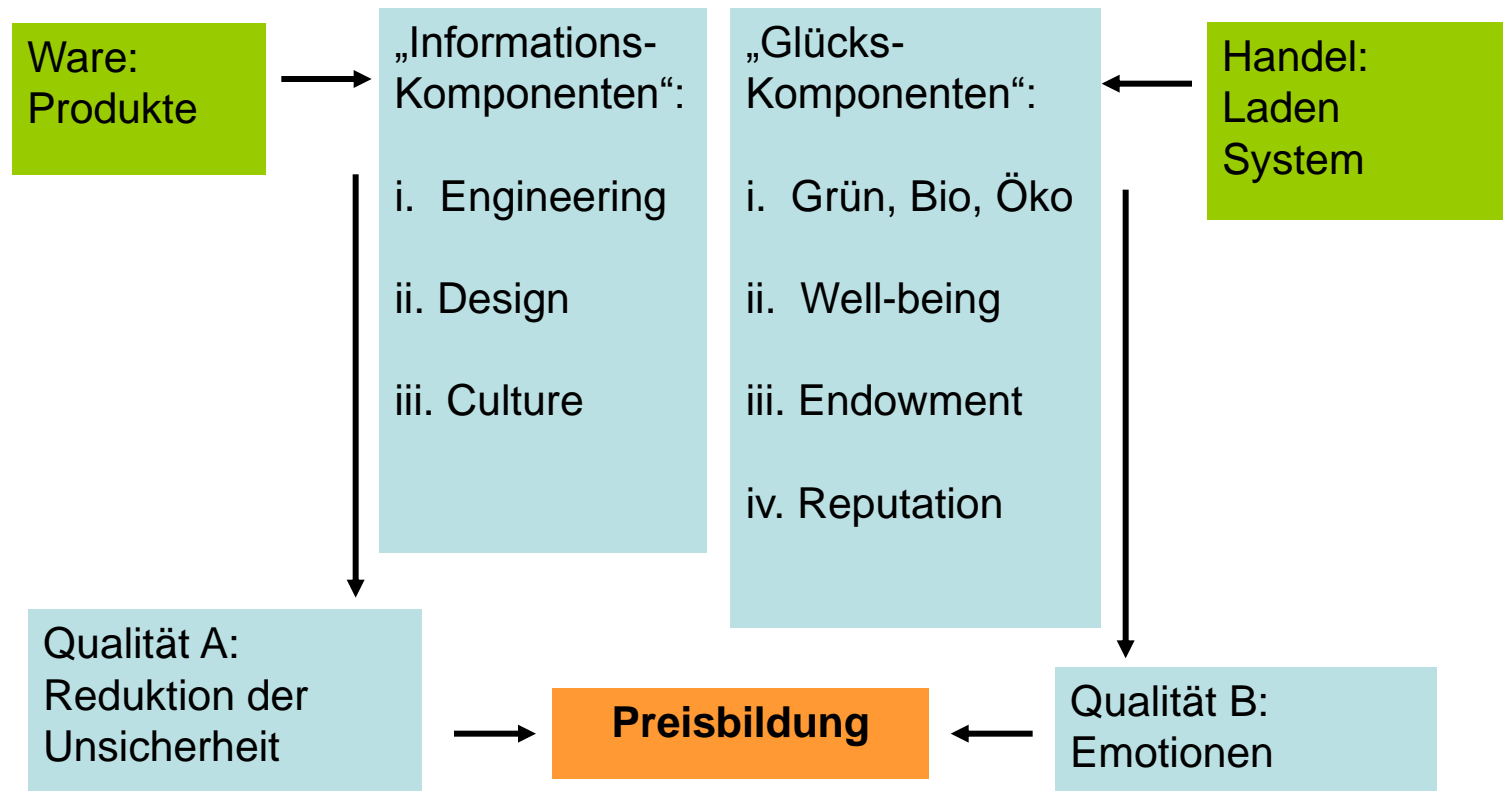 Ware:
Produkte
„Informations-
Komponenten“:
i. Engineering
ii. Design
iii. Culture
„Glücks-
Komponenten“:
i. Grün, Bio, Öko
ii. Well-being
iii. Endowment
iv. Reputation
Handel:
Laden
System
Qualität A:
Reduktion der
Unsicherheit
Preisbildung
Qualität B:
Emotionen